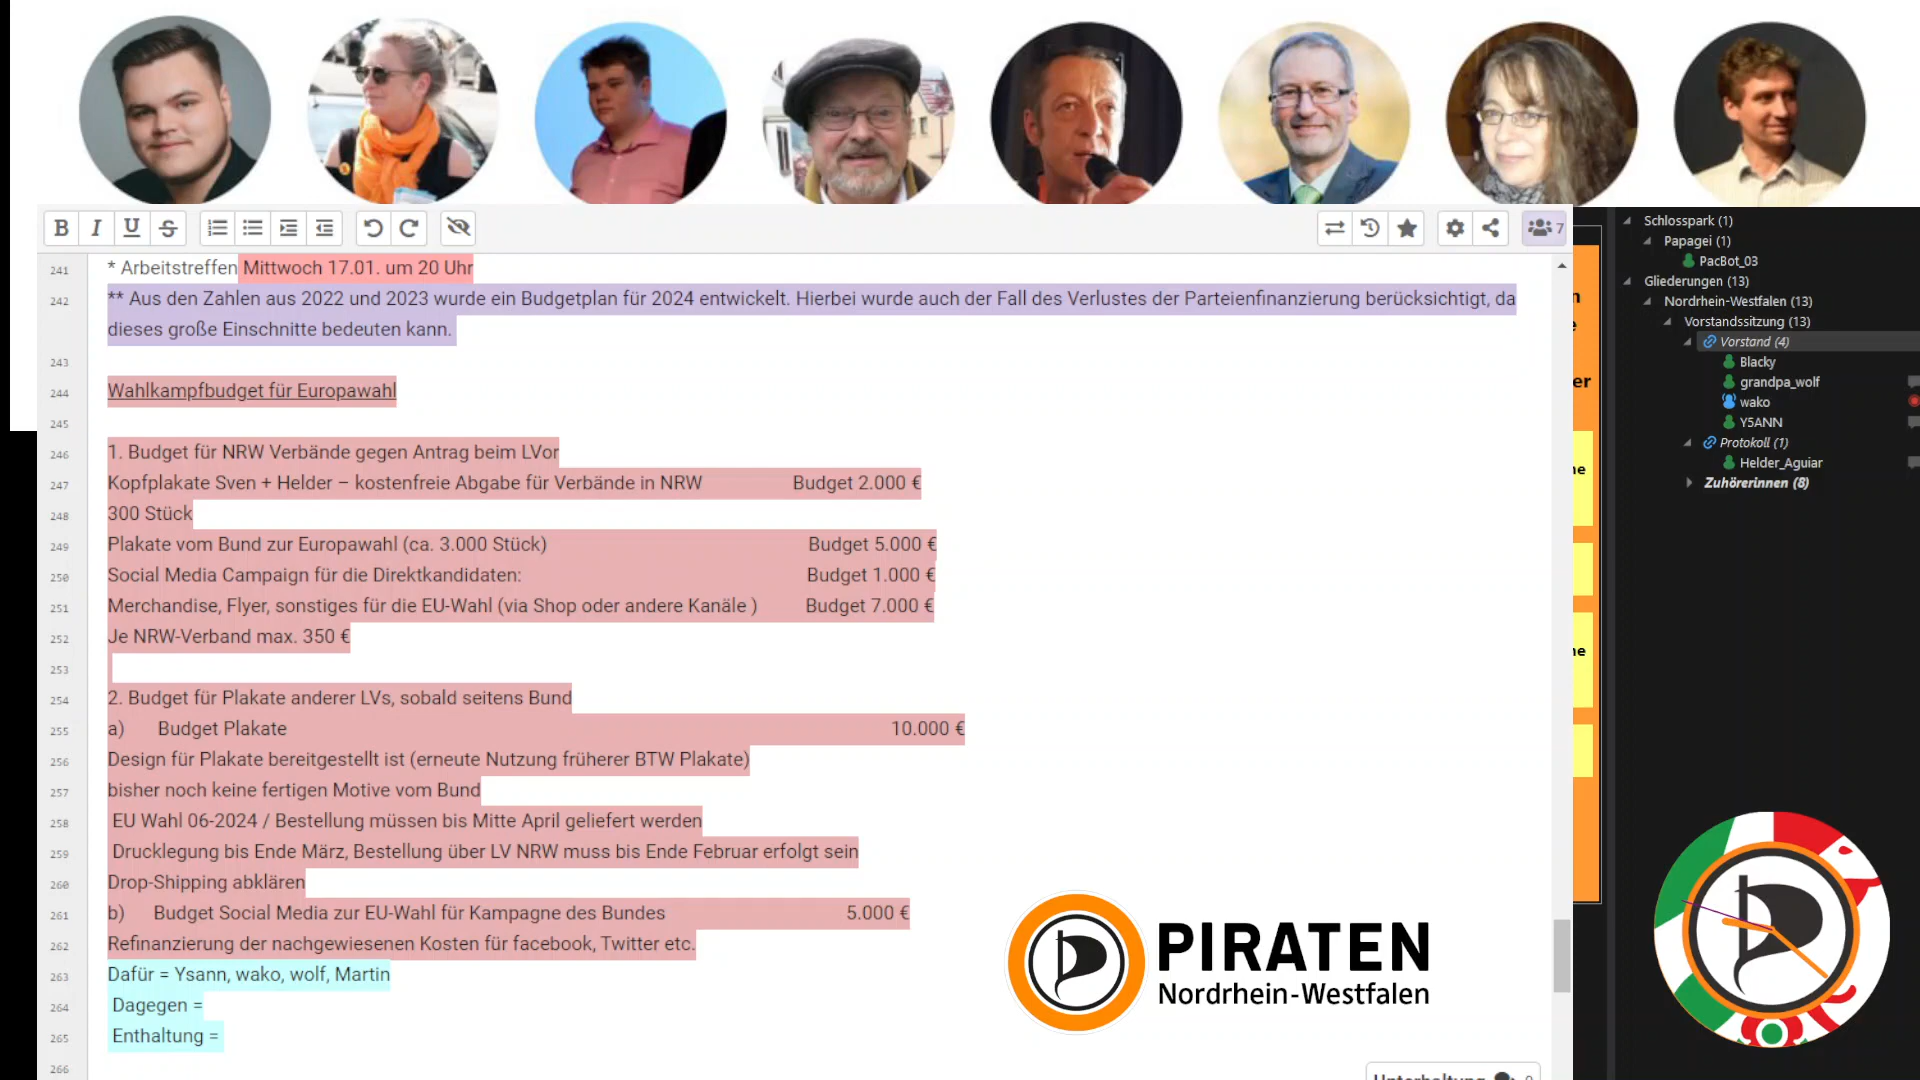 B I U S
7
241 * Arbeitstreffen Mittwoch 17.01. um 20 Uhr
242 ** Aus den Zahlen aus 2022 und 2023 wurde ein Budgetplan für 2024 entwickelt. Hierbei wurde auch der Fall des Verlustes der Parteienfinanzierung berücksichtigt, da
dieses große Einschnitte bedeuten kann.
243
244 Wahlkampfbudget für Europawahl
245
246 1. Budget für NRW Verbände gegen Antrag beim LVor
247 Kopfplakate Sven + Helder – kostenfreie Abgabe für Verbände in NRW Budget 2.000 €
248 300 Stück
249 Plakate vom Bund zur Europawahl (ca. 3.000 Stück) Budget 5.000 €
250 Social Media Campaign für die Direktkandidaten: Budget 1.000 €
251 Merchandise, Flyer, sonstiges für die EU-Wahl (via Shop oder andere Kanäle ) Budget 7.000 €
252 Je NRW-Verband max. 350 €
253
254 2. Budget für Plakate anderer LVs, sobald seitens Bund
255 a) Budget Plakate 10.000 €
256 Design für Plakate bereitgestellt ist (erneute Nutzung früherer BTW Plakate)
257 bisher noch keine fertigen Motive vom Bund
258 EU Wahl 06-2024 / Bestellung müssen bis Mitte April geliefert werden
259 Drucklegung bis Ende März, Bestellung über LV NRW muss bis Ende Februar erfolgt sein
260 Drop-Shipping abklären
261 b) Budget Social Media zur EU-Wahl für Kampagne des Bundes 5.000 €
262 Refinanzierung der nachgewiesenen Kosten für facebook, Twitter etc.
263 Dafür = Ysann, wako, wolf, Martin
264 Dagegen =
265 Enthaltung =
266
PIRATEN
Nordrhein-Westfalen
n
e
er
ne
ne
Schlosspark (1)
Papagei (1)
PacBot_03
Gliederungen (13)
Nordrhein-Westfalen (13)
Vorstandssitzung (13)
Vorstand (4)
Blacky
grandpa_wolf
wako
Y5ANN
Protokoll (1)
Helder_Aguiar
Zuhörerinnen (8)
Unterhaltung 0